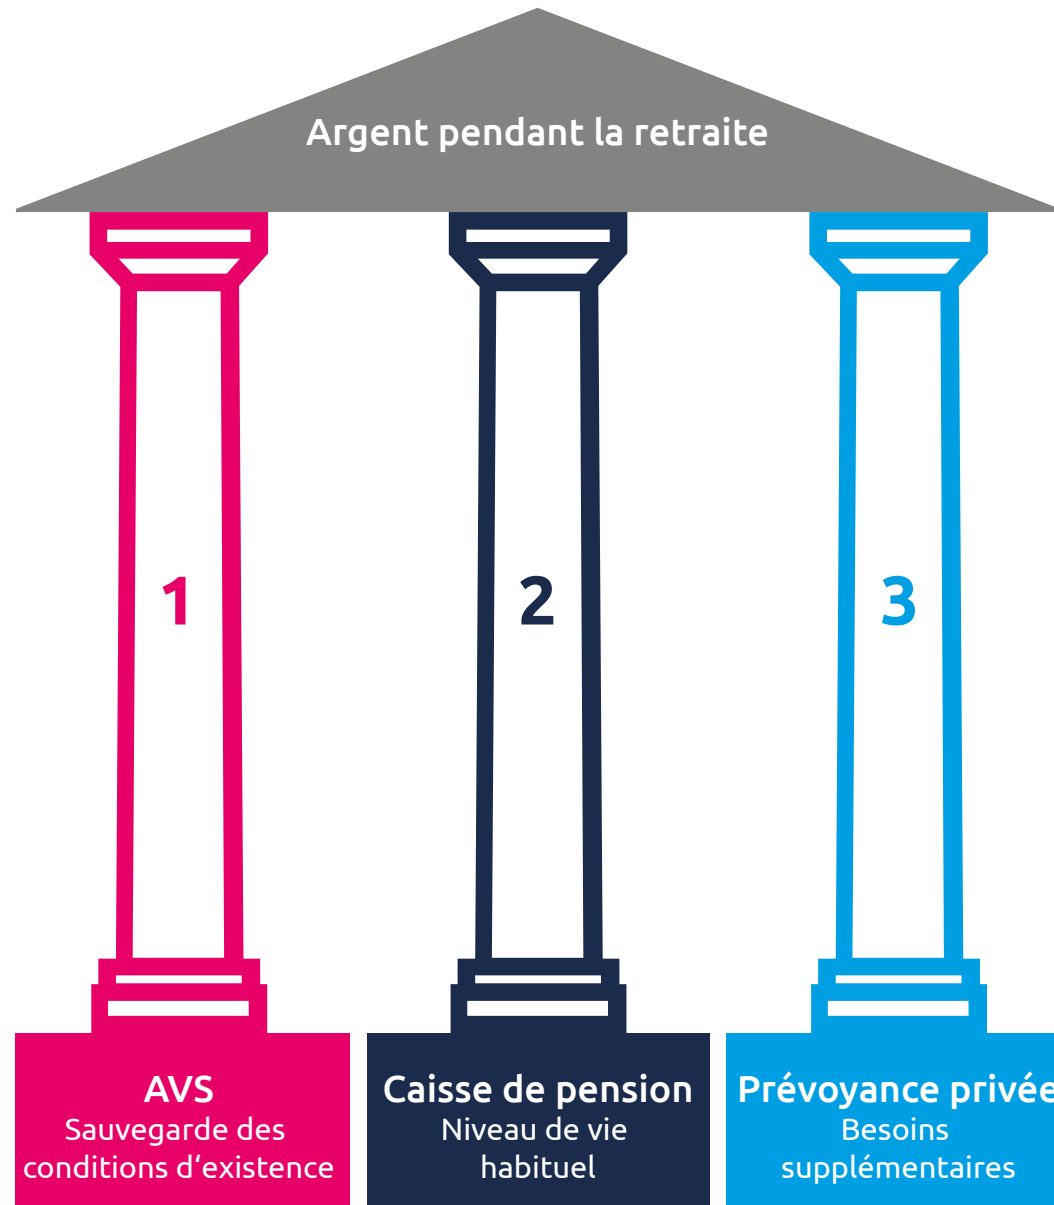 Argent pendant la retraite
1
2
3
AVS
Sauvegarde des
conditions d‘existence
Caisse de pension
Niveau de vie
habituel
Prévoyance privée
Besoins
supplémentaires